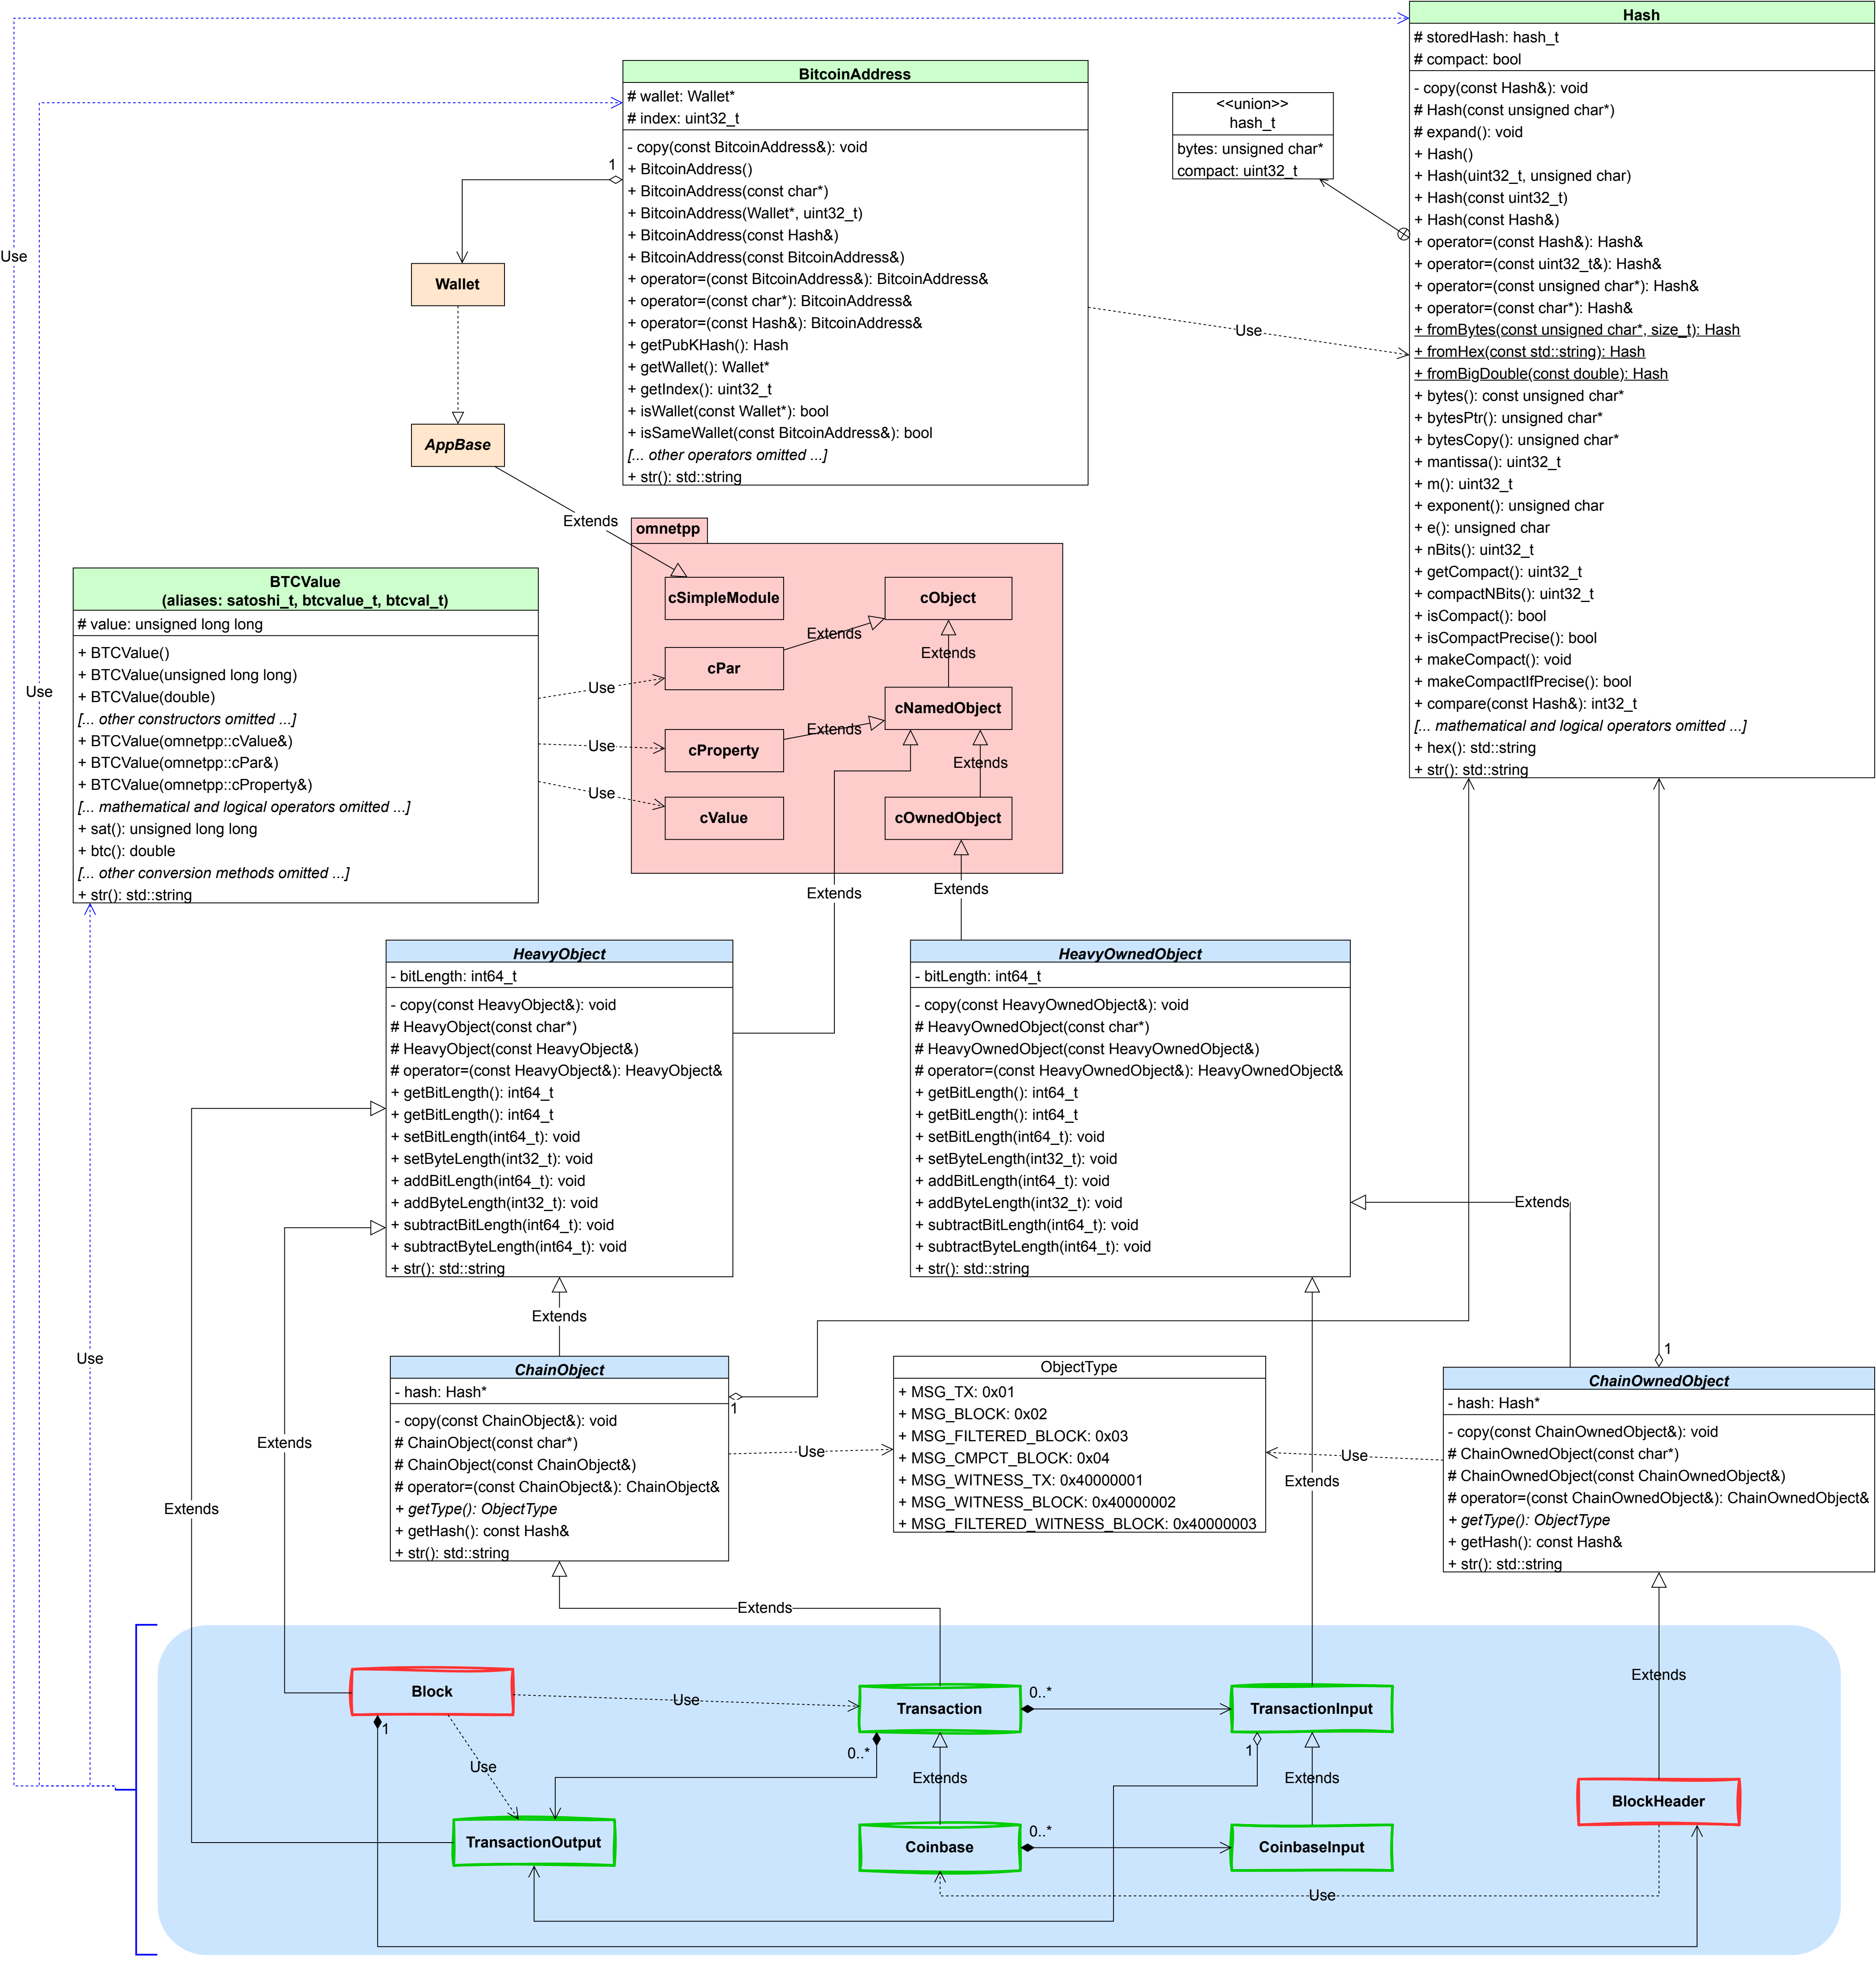 Hash
# storedHash: hash_t
# compact: bool
- copy(const Hash&): void
# Hash(const unsigned char*)
# expand(): void
+ Hash()
+ Hash(uint32_t, unsigned char)
+ Hash(const uint32_t)
+ Hash(const Hash&)
+ operator=(const Hash&): Hash&
+ operator=(const uint32_t&): Hash&
+ operator=(const unsigned char*): Hash&
+ operator=(const char*): Hash&
+ fromBytes(const unsigned char*, size_t): Hash
+ fromHex(const std::string): Hash
+ fromBigDouble(const double): Hash
+ bytes(): const unsigned char*
+ bytesPtr(): unsigned char*
+ bytesCopy(): unsigned char*
+ mantissa(): uint32_t
+ m(): uint32_t
+ exponent(): unsigned char
+ e(): unsigned char
+ nBits(): uint32_t
+ getCompact(): uint32_t
+ compactNBits(): uint32_t
+ isCompact(): bool
+ isCompactPrecise(): bool
+ makeCompact(): void
+ makeCompactIfPrecise(): bool
+ compare(const Hash&): int32_t
[... mathematical and logical operators omitted ...]
+ hex(): std::string
+ str(): std::string
BitcoinAddress
# wallet: Wallet*
# index: uint32_t
- copy(const BitcoinAddress&): void
+ BitcoinAddress()
+ BitcoinAddress(const char*)
+ BitcoinAddress(Wallet*, uint32_t)
+ BitcoinAddress(const Hash&)
+ BitcoinAddress(const BitcoinAddress&)
+ operator=(const BitcoinAddress&): BitcoinAddress&
+ operator=(const char*): BitcoinAddress&
+ operator=(const Hash&): BitcoinAddress&
+ getPubKHash(): Hash
+ getWallet(): Wallet*
+ getIndex(): uint32_t
+ isWallet(const Wallet*): bool
+ isSameWallet(const BitcoinAddress&): bool
[... other operators omitted ...]
+ str(): std::string
<<union>>
hash_t
bytes: unsigned char*
compact: uint32_t
1
Use
Use
Use
Wallet
AppBase
Extends
omnetpp
cSimpleModule
cObject
Extends
cPar
Extends
cNamedObject
Extends
cProperty
Extends
cValue
cOwnedObject
BTCValue
(aliases: satoshi_t, btcvalue_t, btcval_t)
# value: unsigned long long
+ BTCValue()
+ BTCValue(unsigned long long)
+ BTCValue(double)
[... other constructors omitted ...]
+ BTCValue(omnetpp::cValue&)
+ BTCValue(omnetpp::cPar&)
+ BTCValue(omnetpp::cProperty&)
[... mathematical and logical operators omitted ...]
+ sat(): unsigned long long
+ btc(): double
[... other conversion methods omitted ...]
+ str(): std::string
Use
Use
Use
Extends
Extends
HeavyObject
- bitLength: int64_t
- copy(const HeavyObject&): void
# HeavyObject(const char*)
# HeavyObject(const HeavyObject&)
# operator=(const HeavyObject&): HeavyObject&
+ getBitLength(): int64_t
+ getBitLength(): int64_t
+ setBitLength(int64_t): void
+ setByteLength(int32_t): void
+ addBitLength(int64_t): void
+ addByteLength(int32_t): void
+ subtractBitLength(int64_t): void
+ subtractByteLength(int64_t): void
+ str(): std::string
HeavyOwnedObject
- bitLength: int64_t
- copy(const HeavyOwnedObject&): void
# HeavyOwnedObject(const char*)
# HeavyOwnedObject(const HeavyOwnedObject&)
# operator=(const HeavyOwnedObject&): HeavyOwnedObject&
+ getBitLength(): int64_t
+ getBitLength(): int64_t
+ setBitLength(int64_t): void
+ setByteLength(int32_t): void
+ addBitLength(int64_t): void
+ addByteLength(int32_t): void
+ subtractBitLength(int64_t): void
+ subtractByteLength(int64_t): void
+ str(): std::string
Extends
Extends
Use
ChainObject
- hash: Hash*
- copy(const ChainObject&): void
# ChainObject(const char*)
# ChainObject(const ChainObject&)
# operator=(const ChainObject&): ChainObject&
+ getType(): ObjectType
+ getHash(): const Hash&
+ str(): std::string
1
Use
ObjectType
+ MSG_TX: 0x01
+ MSG_BLOCK: 0x02
+ MSG_FILTERED_BLOCK: 0x03
+ MSG_CMPCT_BLOCK: 0x04
+ MSG_WITNESS_TX: 0x40000001
+ MSG_WITNESS_BLOCK: 0x40000002
+ MSG_FILTERED_WITNESS_BLOCK: 0x40000003
Use
1
ChainOwnedObject
- hash: Hash*
- copy(const ChainOwnedObject&): void
# ChainOwnedObject(const char*)
# ChainOwnedObject(const ChainOwnedObject&)
# operator=(const ChainOwnedObject&): ChainOwnedObject&
+ getType(): ObjectType
+ getHash(): const Hash&
+ str(): std::string
Extends
Extends
Extends
Extends
Extends
Block
Use
Transaction
0..*
TransactionInput
1
Use
0..*
Extends
1
Extends
BlockHeader
TransactionOutput
Coinbase
0..*
CoinbaseInput
Use